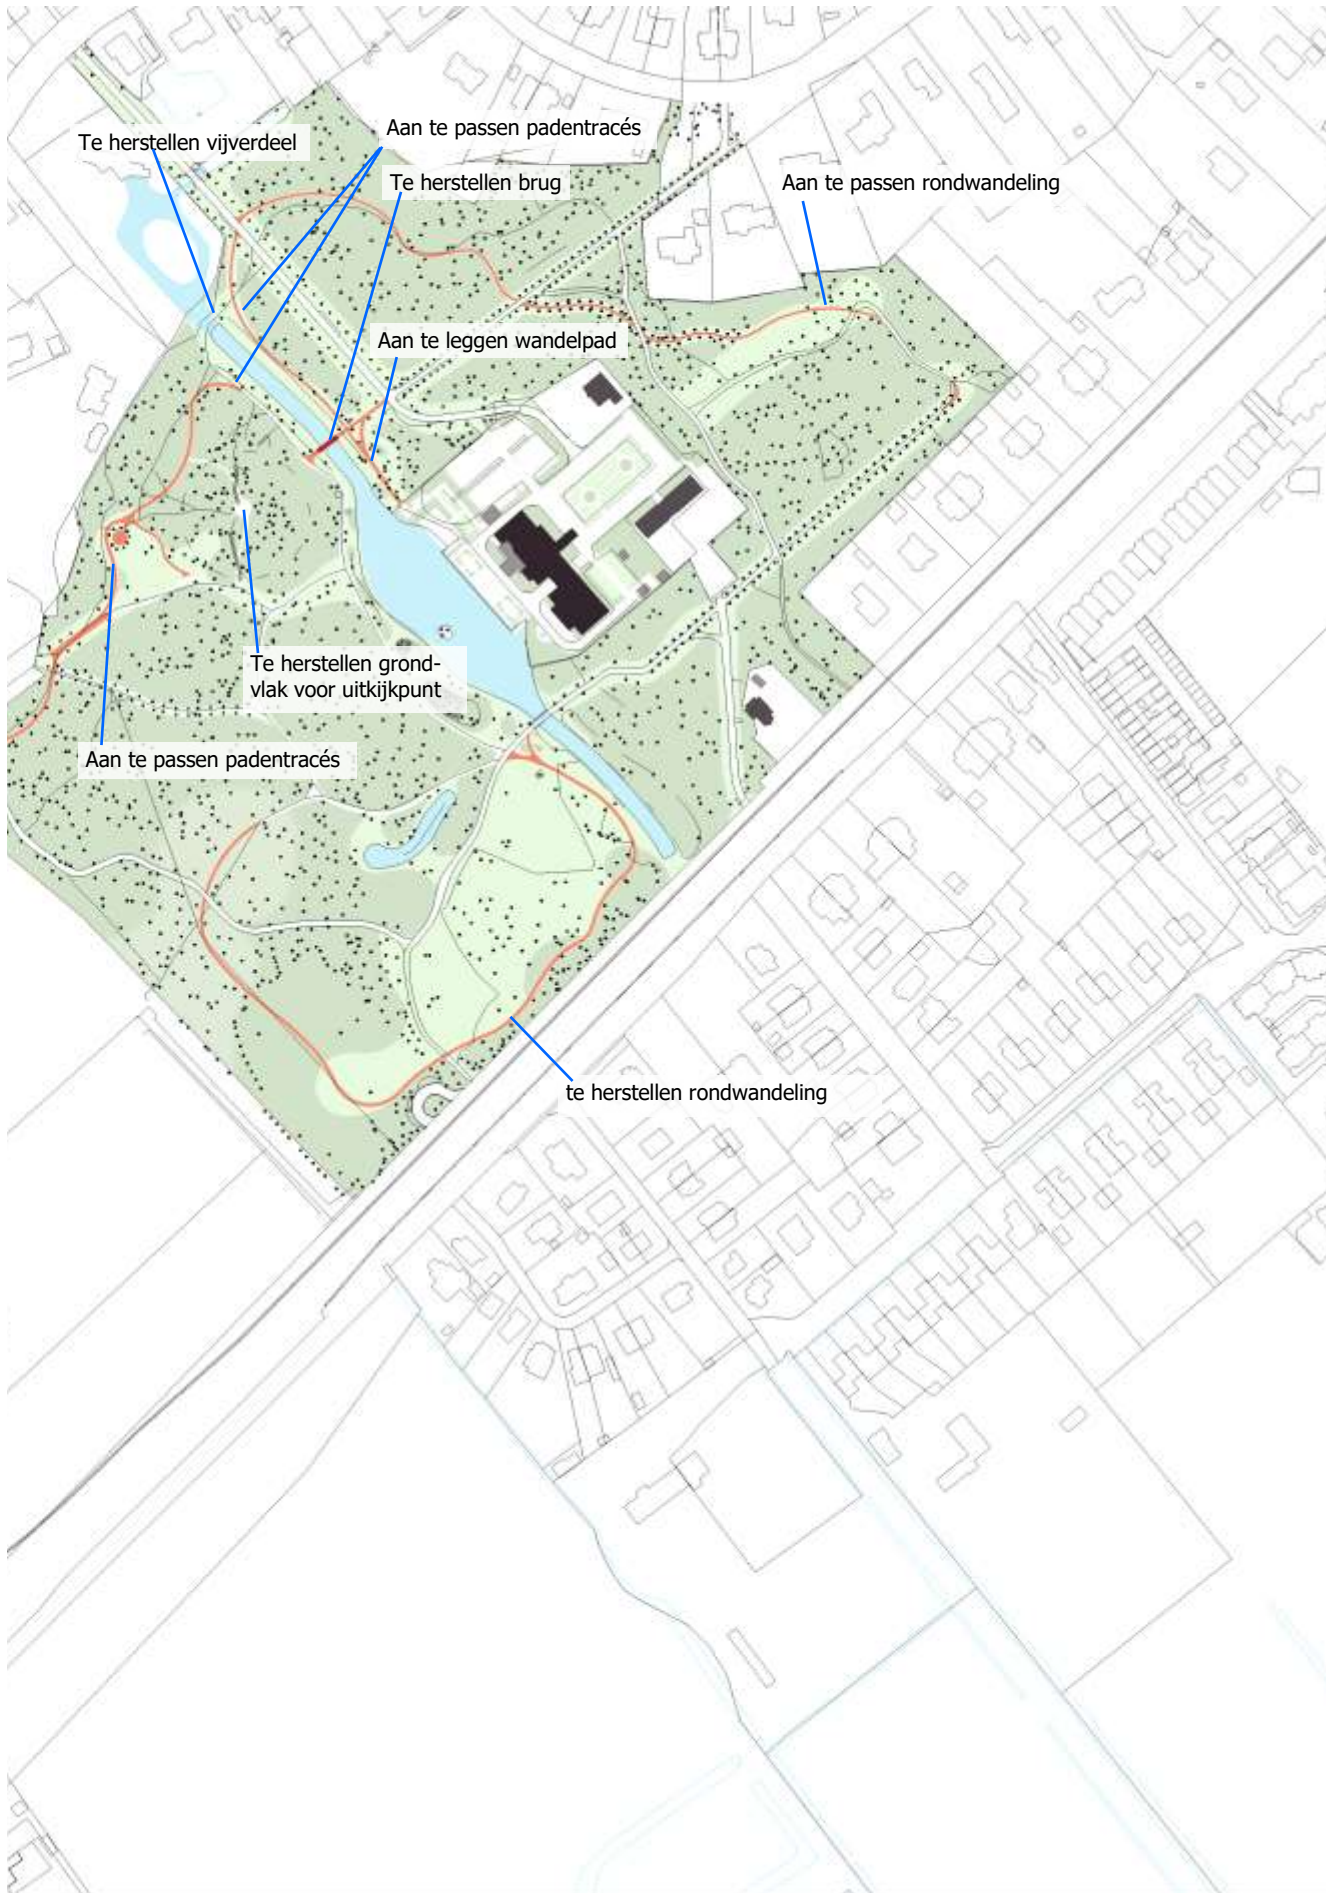 Aan te passen padentracés
Te herstellen vijverdeel
Te herstellen brug
Aan te passen rondwandeling
Aan te leggen wandelpad
Te herstellen grond-
vlak voor uitkijkpunt
Aan te passen padentracés
te herstellen rondwandeling